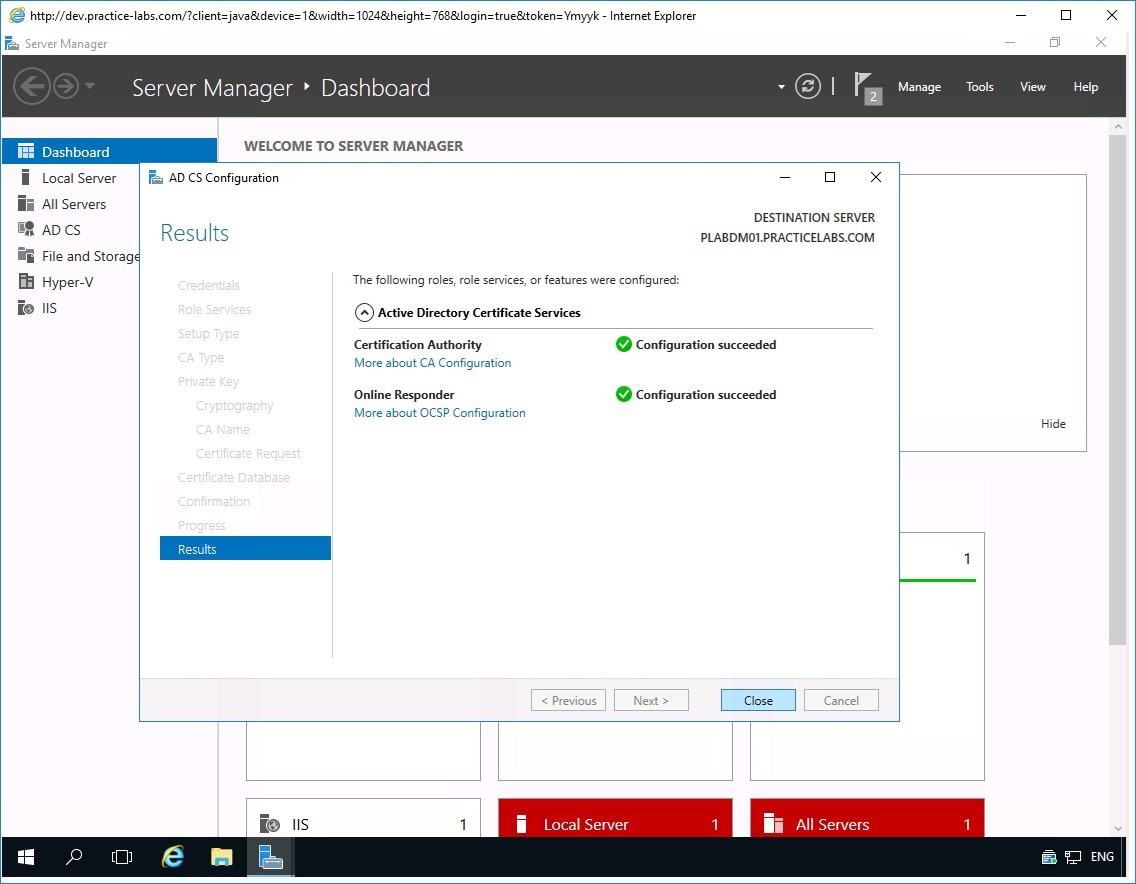 http://dev.practice-labs.com/?client=java&device=1&width=1024&height=768&login=true&token=Ymyyk - Internet Explorer
Server Manager
Server Manager Dashboard
2
Manage Tools View Help
Dashboard
Local Server
All Servers
AD CS
File and Storage
Hyper-V
IIS
WELCOME TO SERVER MANAGER
AD CS Configuration
Results
DESTINATION SERVER
PLABDM01.PRACTICELABS.COM
Credentials
Role Services
Setup Type
CA Type
Private Key
Cryptography
CA Name
Certificate Request
Certificate Database
Confirmation
Progress
Results
The following roles, role services, or features were configured:
Active Directory Certificate Services
Certification Authority Configuration succeeded
More about CA Configuration
Online Responder Configuration succeeded
More about OCSP Configuration
< Previous Next > Close Cancel
Hide
1
IIS 1
Local Server 1
All Servers 1
ENG